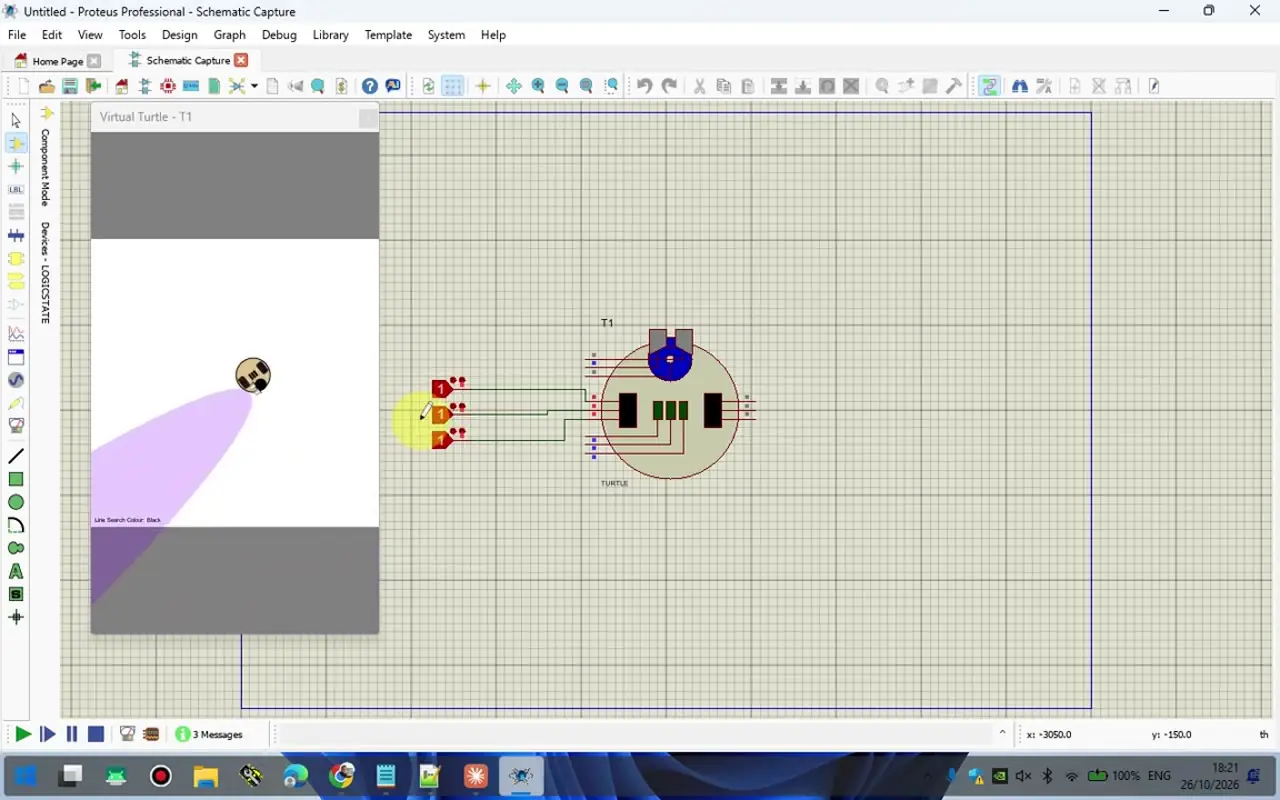 Untitled - Proteus Professional - Schematic Capture
File Edit View Tools Design Graph Debug Library Template System Help
Home Page Schematic Capture
Virtual Turtle - T1
Component Mode
Devices - LOGICSTATE
LBL
A
S
Line Search Colour: Black
1
1
1
T1
TURTLE
3 Messages
x: -3050.0 y: -150.0 th
100% ENG 18:21
26/10/2026